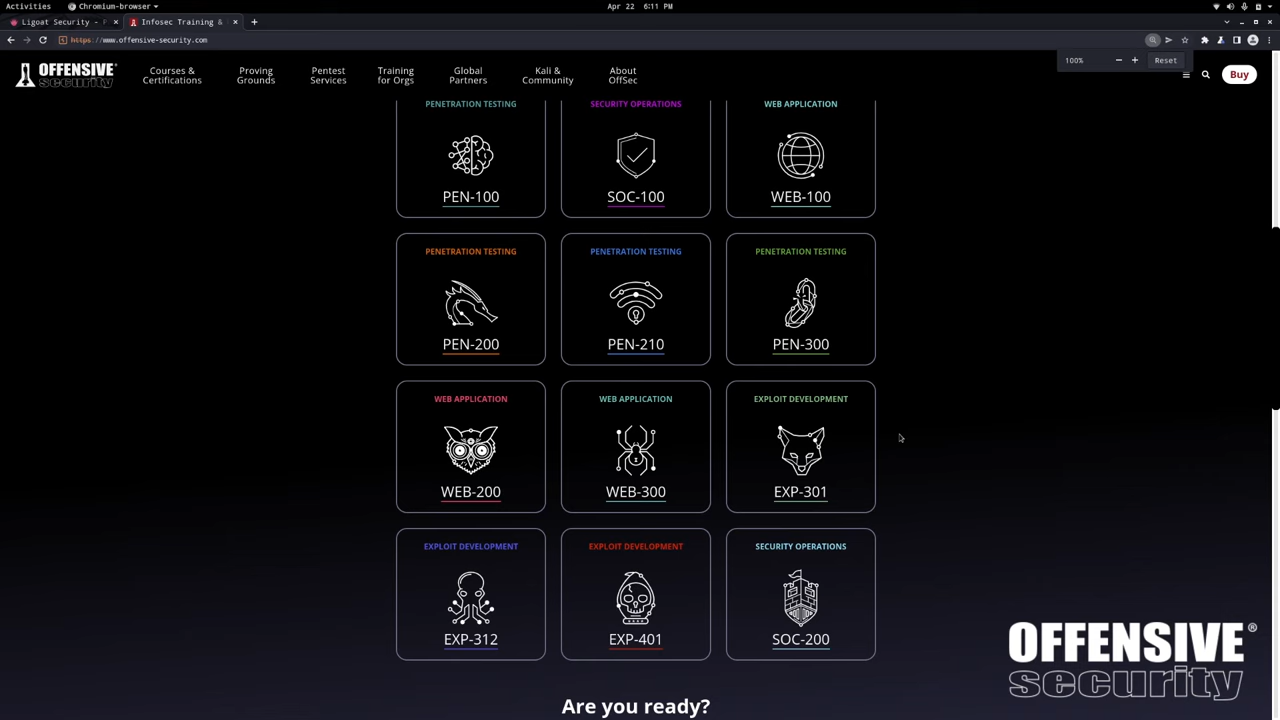 Activities
Chromium-browser
Apr 22 6:11 PM
Ligoat Security - P
Infosec Training &
https://www.offensive-security.com
100%
Reset
OFFENSIVE
security
Courses &
Certifications
Proving
Grounds
Pentest
Services
Training
for Orgs
Global
Partners
Kali &
Community
About
OffSec
Buy
PENETRATION TESTING
PEN-100
SECURITY OPERATIONS
SOC-100
WEB APPLICATION
WEB-100
PENETRATION TESTING
PEN-200
PENETRATION TESTING
PEN-210
PENETRATION TESTING
PEN-300
WEB APPLICATION
WEB-200
WEB APPLICATION
WEB-300
EXPLOIT DEVELOPMENT
EXP-301
EXPLOIT DEVELOPMENT
EXP-312
EXPLOIT DEVELOPMENT
EXP-401
SECURITY OPERATIONS
SOC-200
OFFENSIVE®
security
Are you ready?